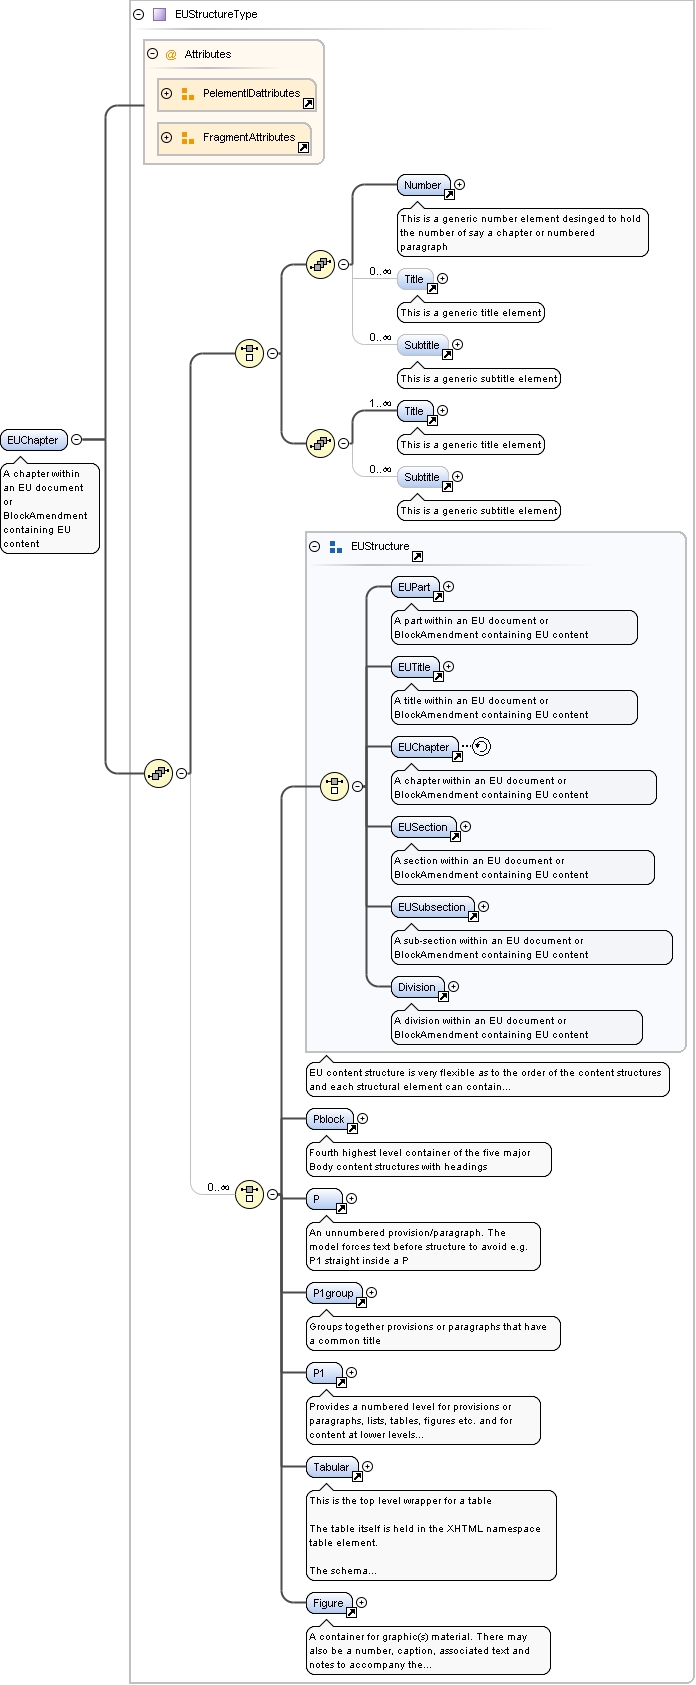 EUStructureType
Attributes
PelementIDattributes
FragmentAttributes
Number
This is a generic number element desinged to hold
the number of say a chapter or numbered
paragraph
0..∞
Title
This is a generic title element
0..∞
Subtitle
This is a generic subtitle element
1..∞
Title
This is a generic title element
0..∞
Subtitle
This is a generic subtitle element
EUChapter
A chapter within
an EU document
or
BlockAmendment
containing EU
content
EUStructure
EUPart
A part within an EU document or
BlockAmendment containing EU content
EUTitle
A title within an EU document or
BlockAmendment containing EU content
EUChapter
A chapter within an EU document or
BlockAmendment containing EU content
EUSection
A section within an EU document or
BlockAmendment containing EU content
EUSubsection
A sub-section within an EU document or
BlockAmendment containing EU content
Division
A division within an EU document or
BlockAmendment containing EU content
EU content structure is very flexible as to the order of the content structures
and each structural element can contain...
0..∞
Pblock
Fourth highest level container of the five major
Body content structures with headings
P
An unnumbered provision/paragraph. The
model forces text before structure to avoid e.g.
P1 straight inside a P
P1group
Groups together provisions or paragraphs that have
a common title
P1
Provides a numbered level for provisions or
paragraphs, lists, tables, figures etc. and for
content at lower levels...
Tabular
This is the top level wrapper for a table
The table itself is held in the XHTML namespace
table element.
The schema...
Figure
A container for graphic(s) material. There may
also be a number, caption, associated text and
notes to accompany the...